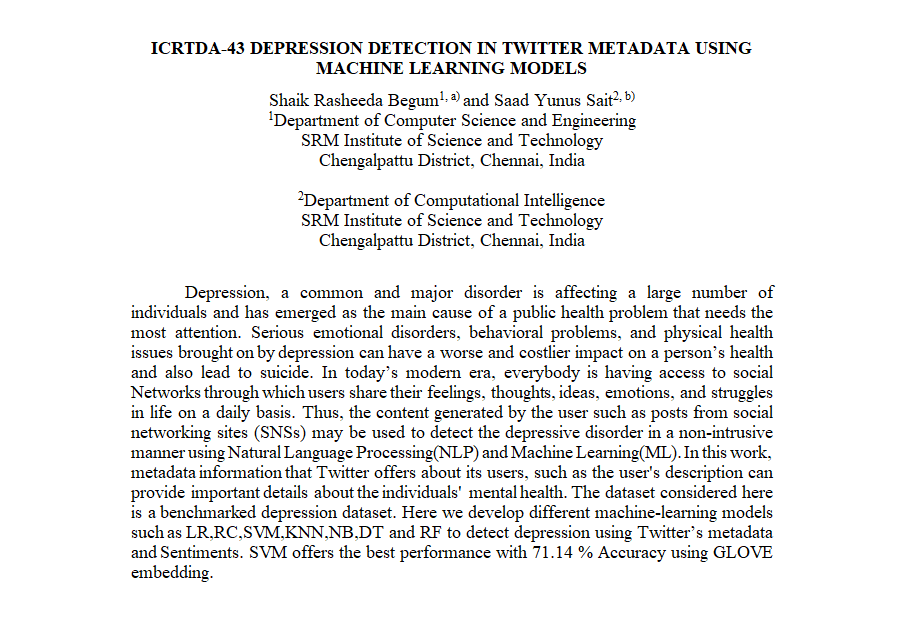 ICRTDA-43 DEPRESSION DETECTION IN TWITTER METADATA USING
MACHINE LEARNING MODELS
Shaik Rasheeda Begum1, a) and Saad Yunus Sait2, b)
1Department of Computer Science and Engineering
SRM Institute of Science and Technology
Chengalpattu District, Chennai, India
2Department of Computational Intelligence
SRM Institute of Science and Technology
Chengalpattu District, Chennai, India
Depression, a common and major disorder is affecting a large number of
individuals and has emerged as the main cause of a public health problem that needs the
most attention. Serious emotional disorders, behavioral problems, and physical health
issues brought on by depression can have a worse and costlier impact on a person’s health
and also lead to suicide. In today’s modern era, everybody is having access to social
Networks through which users share their feelings, thoughts, ideas, emotions, and struggles
in life on a daily basis. Thus, the content generated by the user such as posts from social
networking sites (SNSs) may be used to detect the depressive disorder in a non-intrusive
manner using Natural Language Processing(NLP) and Machine Learning(ML). In this work,
metadata information that Twitter offers about its users, such as the user's description can
provide important details about the individuals' mental health. The dataset considered here
is a benchmarked depression dataset. Here we develop different machine-learning models
such as LR,RC,SVM,KNN,NB,DT and RF to detect depression using Twitter’s metadata
and Sentiments. SVM offers the best performance with 71.14 % Accuracy using GLOVE
embedding.